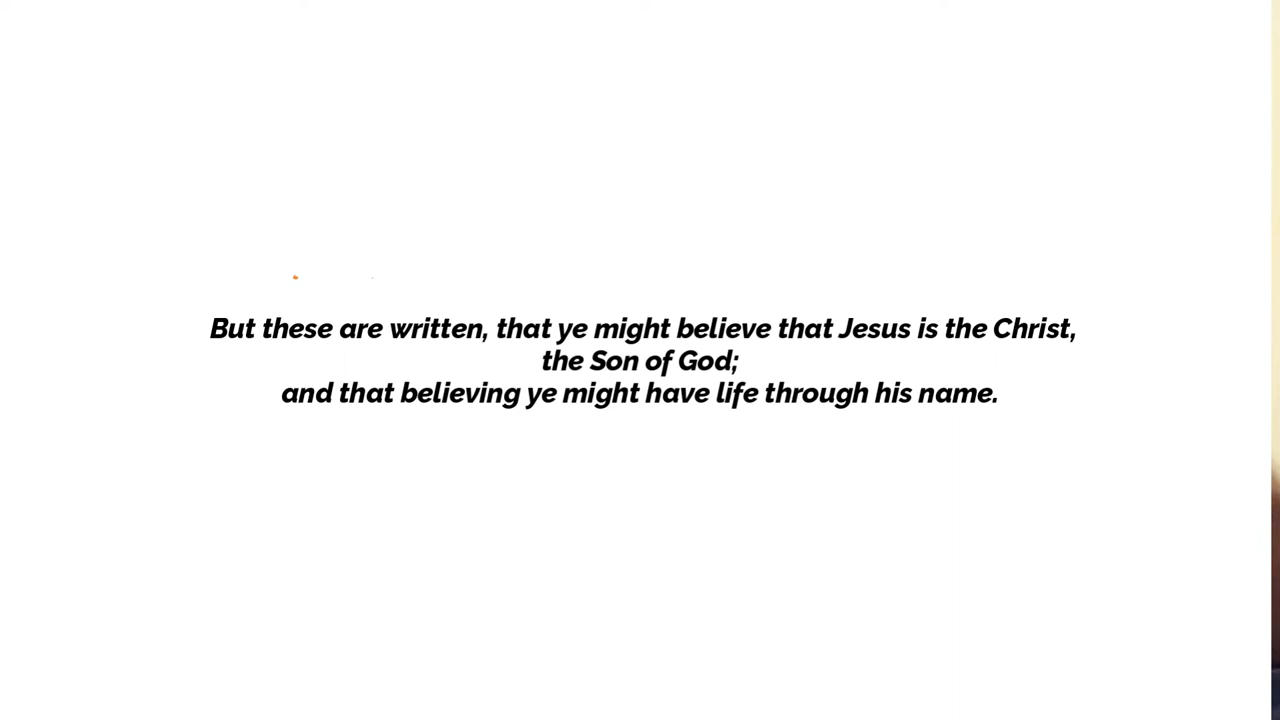 But these are written, that ye might believe that Jesus is the Christ,
the Son of God;
and that believing ye might have life through his name.